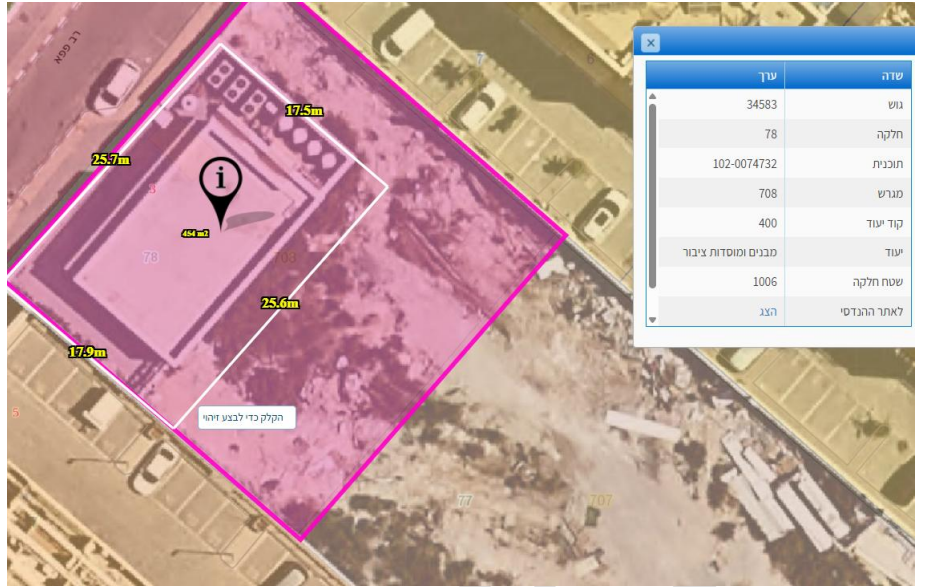 רב פפא
7
6
17.5m
25.7m
3
454 m2
78
708
25.6m
17.9m
5
הקלק כדי לבצע זיהוי
77
707
שדה ערך
גוש 34583
חלקה 78
תוכנית 102-0074732
מגרש 708
קוד יעוד 400
יעוד מבנים ומוסדות ציבור
שטח חלקה 1006
לאתר ההנדסי הצג